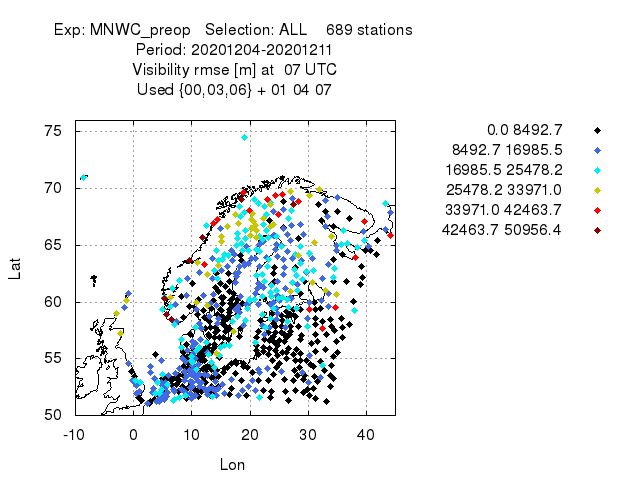 Exp: MNWC_preop   Selection: ALL    689 stations
Period: 20201204-20201211
Visibility rmse [m] at  07 UTC
Used {00,03,06} + 01 04 07
0.0 8492.7
8492.7 16985.5
16985.5 25478.2
25478.2 33971.0
33971.0 42463.7
42463.7 50956.4
75
70
65
60
55
50
Lat
-10 0 10 20 30 40
Lon